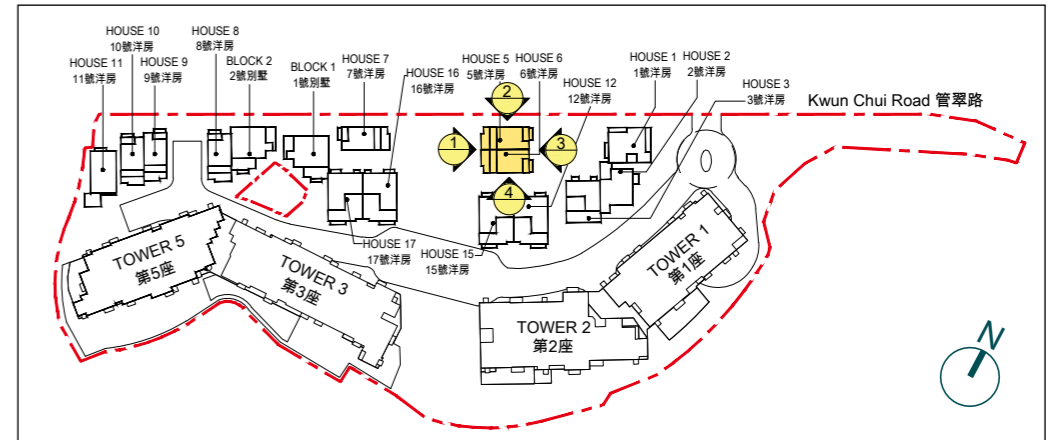 HOUSE 10
10號洋房
HOUSE 11
11號洋房
HOUSE 9
9號洋房
HOUSE 8
8號洋房
BLOCK 2
2號別墅
BLOCK 1
1號別墅
HOUSE 7
7號洋房
HOUSE 16
16號洋房
HOUSE 5
5號洋房
HOUSE 6
6號洋房
HOUSE 12
12號洋房
HOUSE 1
1號洋房
HOUSE 2
2號洋房
HOUSE 3
3號洋房
Kwun Chui Road 管翠路
1
2
3
4
HOUSE 17
17號洋房
HOUSE 15
15號洋房
TOWER 5
第5座
TOWER 3
第3座
TOWER 2
第2座
TOWER 1
第1座
N